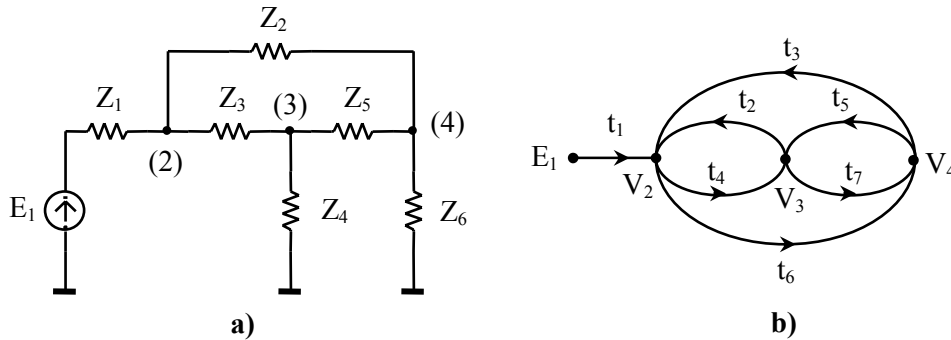 Z₂
Z₁ Z₃ (3) Z₅ (4)
(2)
E₁ Z₄ Z₆
a)
t₃
t₂ t₅
t₁
E₁ V₂ t₄ V₃ t₇ V₄
t₆
b)